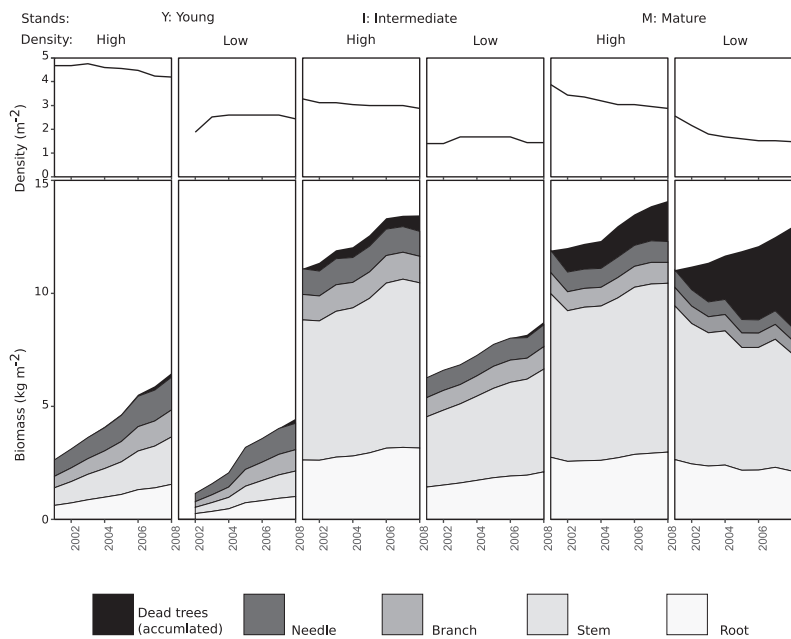 Stands: Y: Young I: Intermediate M: Mature
Density: High Low High Low High Low
Density (m-2)
5
4
3
2
1
0
Biomass (kg m-2)
15
10
5
0
2002 2004 2006 2008 2002 2004 2006 2008 2002 2004 2006 2008 2002 2004 2006 2008 2002 2004 2006 2008 2002 2004 2006
Dead trees
(accumlated) Needle Branch Stem Root